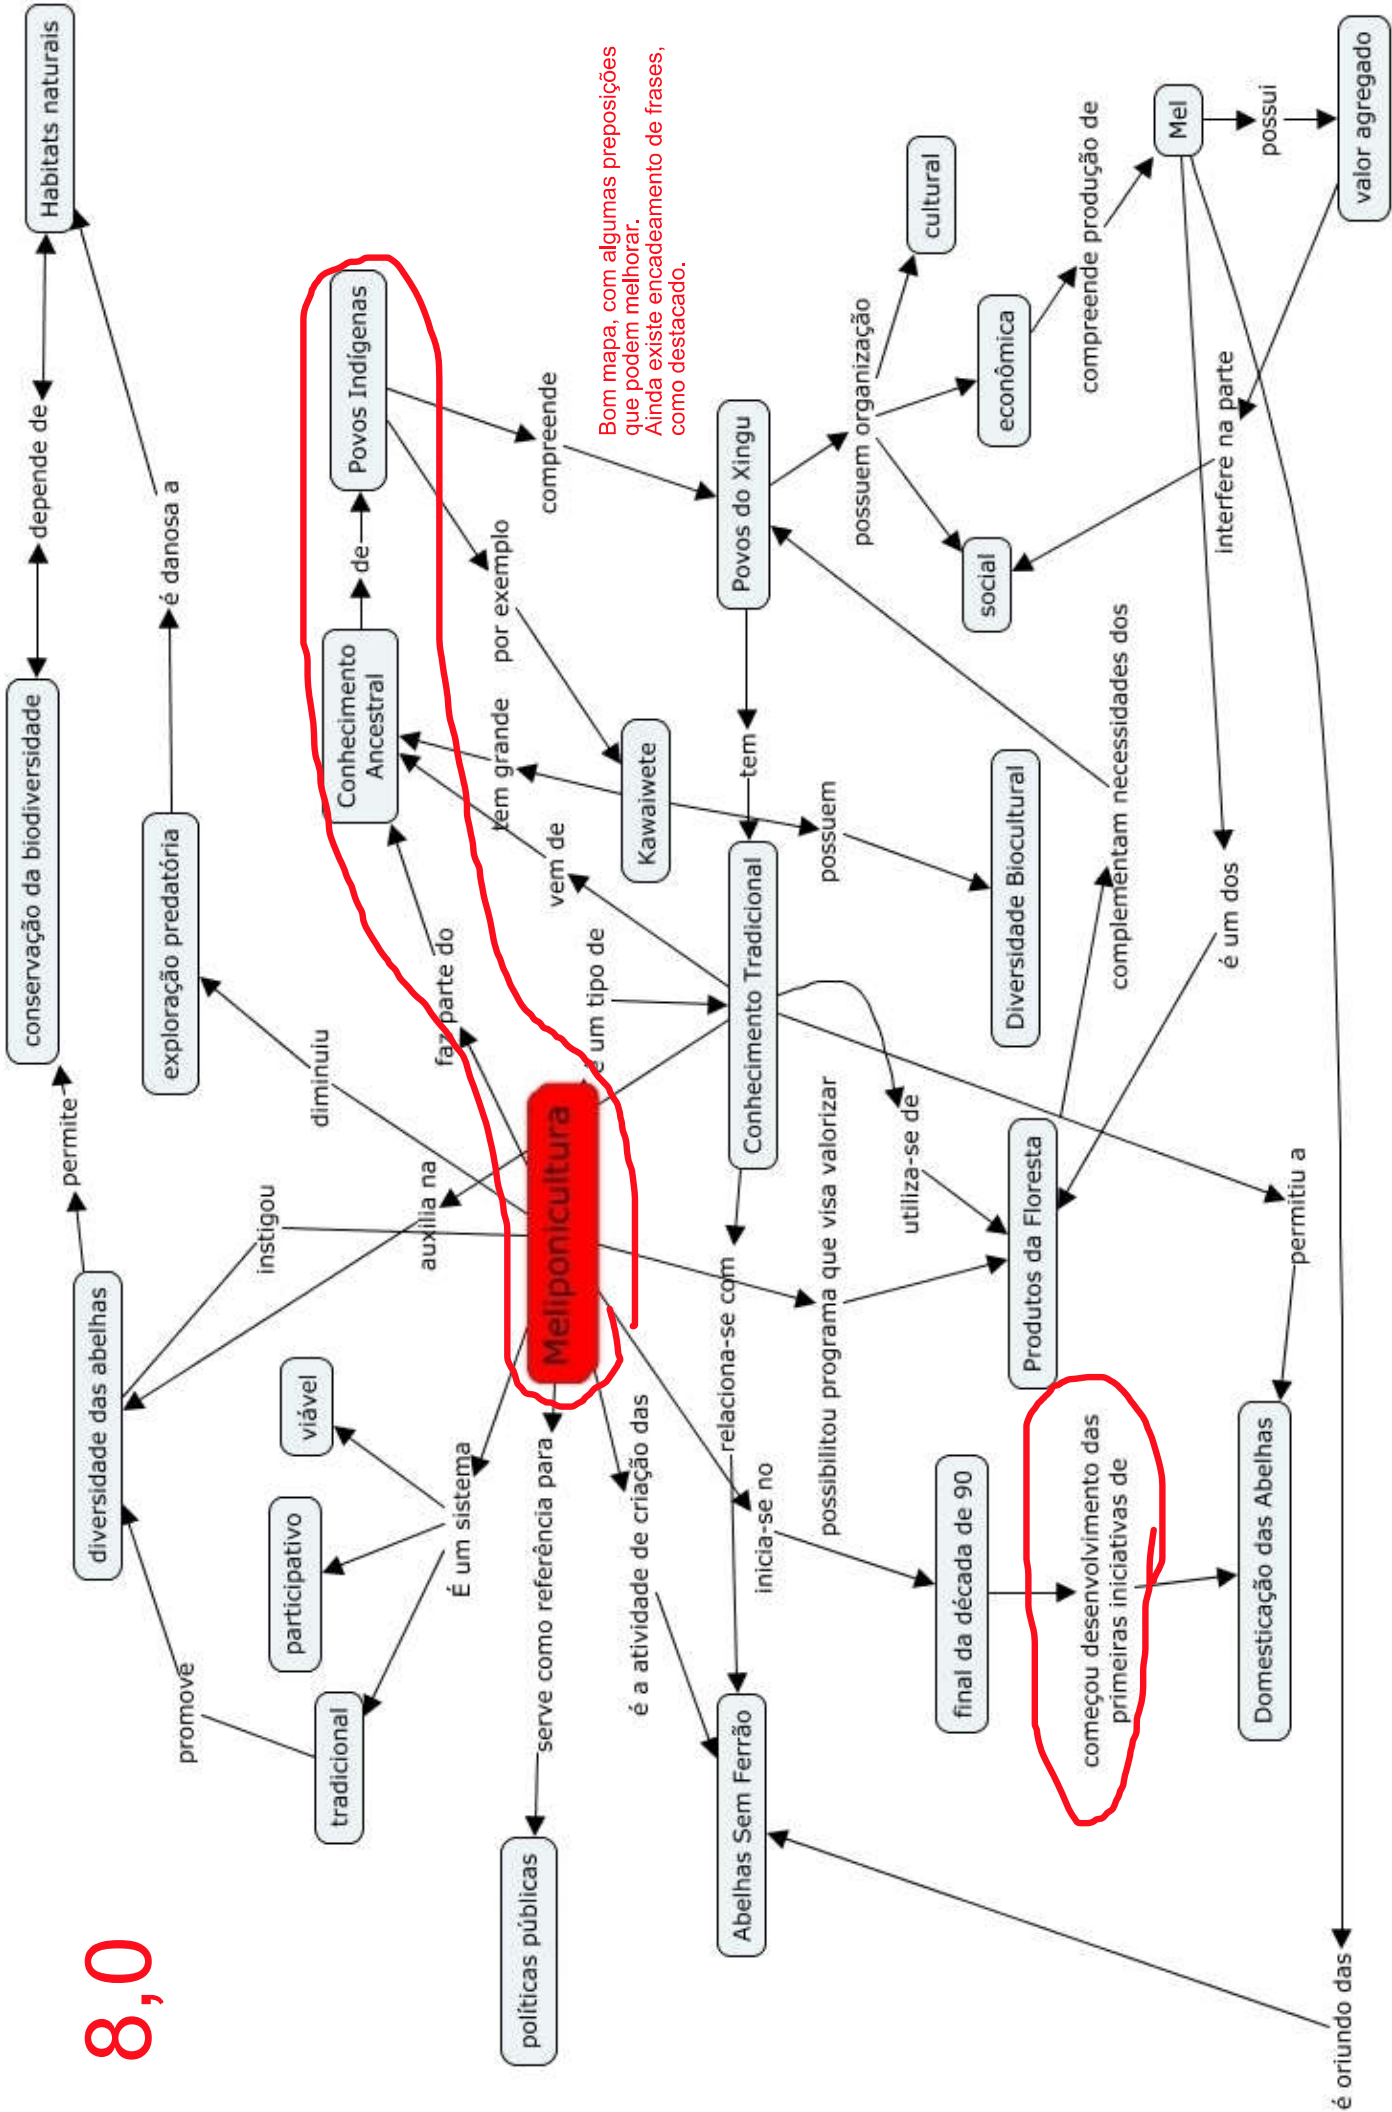 8,0
Habitats naturais
depende de
conservação da biodiversidade
permite
diversidade das abelhas
promove
tradicional
é danosa a
exploração predatória
diminuiu
instigou
auxilia na
viável
participativo
É um sistema
Povos Indígenas
de
Conhecimento
Ancestral
faz parte do
compreende
por exemplo
tem grande
vem de
Kawaiwete
possuem
Diversidade Biocultural
é um tipo de
Meliponicultura
serve como referência para
políticas públicas
é a atividade de criação das
Abelhas Sem Ferrão
Bom mapa, com algumas preposições
que podem melhorar.
Ainda existe encadeamento de frases,
como destacado.
Povos do Xingu
tem
Conhecimento Tradicional
relaciona-se com
inicia-se no
possuem organização
cultural
econômica
social
compreende produção de
Mel
possui
valor agregado
interfere na parte
complementam necessidades dos
é um dos
utiliza-se de
possibilitou programa que visa valorizar
Produtos da Floresta
permitiu a
final da década de 90
começou desenvolvimento das
primeiras iniciativas de
Domesticação das Abelhas
é oriundo das